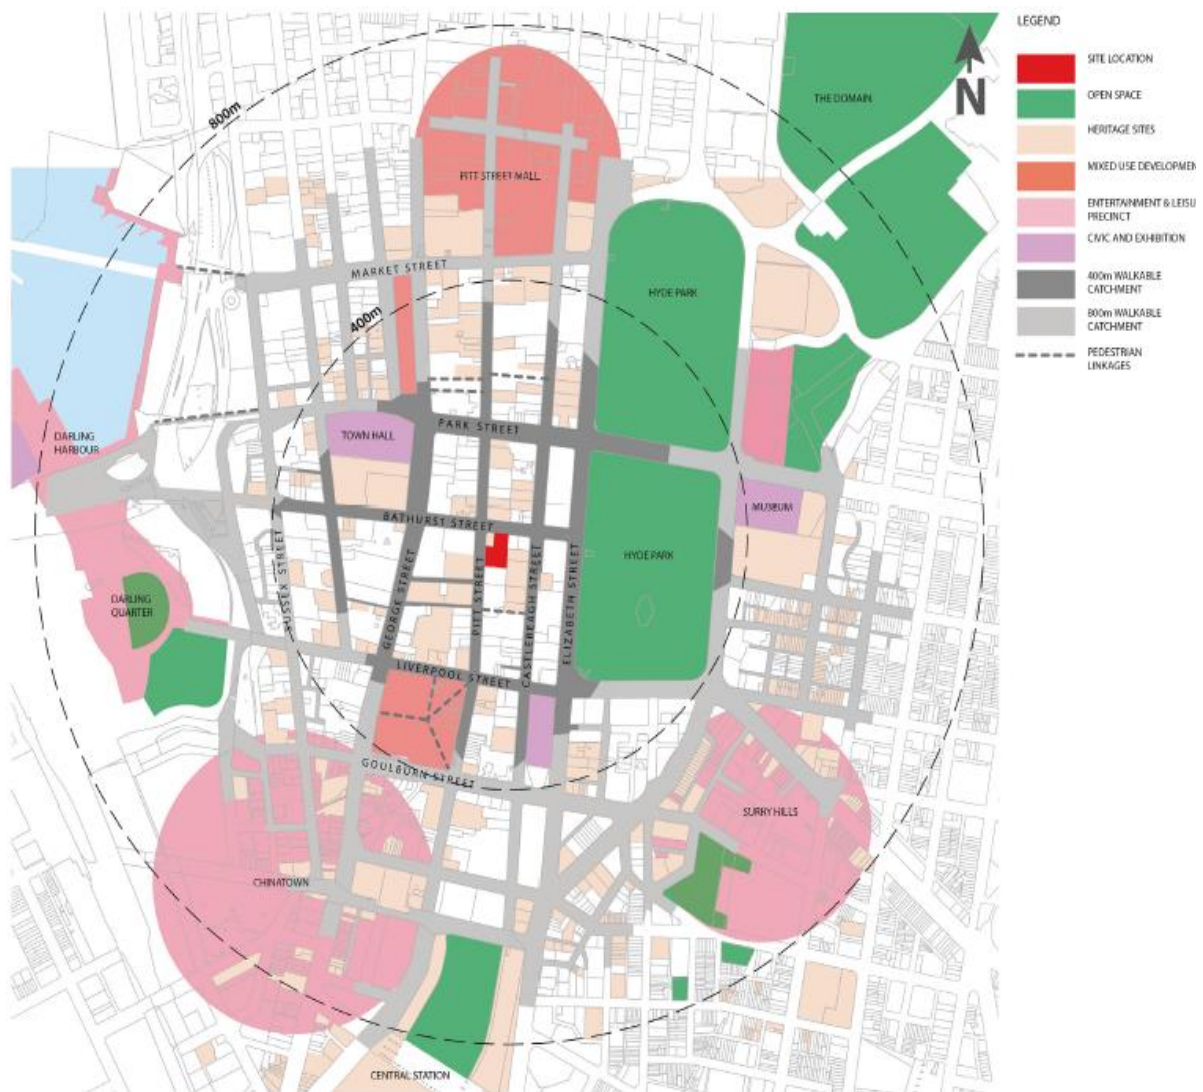 LEGEND
SITE LOCATION
OPEN SPACE
HERITAGE SITES
MIXED USE DEVELOPMEN
ENTERTAINMENT & LEISU
PRECINCT
CIVIC AND EXHIBITION
400m WALKABLE
CATCHMENT
800m WALKABLE
CATCHMENT
PEDESTRIAN
LINKAGES
N
THE DOMAIN
800m
PITT STREET MALL
MARKET STREET
HYDE PARK
400m
PARK STREET
TOWN HALL
DARLING
HARBOUR
MUSEUM
BATHURST STREET
HYDE PARK
SUSSEX STREET
GEORGE STREET
PITT STREET
CASTLEREAGH STREET
ELIZABETH STREET
DARLING
QUARTER
LIVERPOOL STREET
GOULBURN STREET
SURRY HILLS
CHINATOWN
CENTRAL STATION